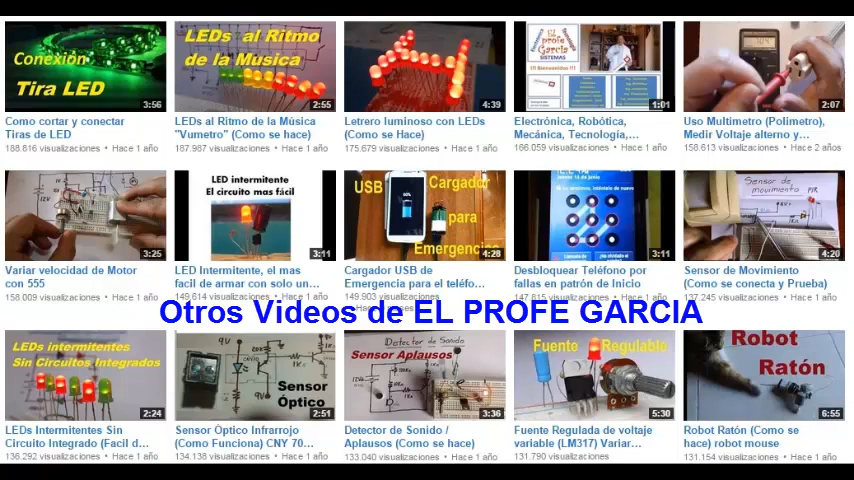 Conexión
Tira LED
3:56
Como cortar y conectar
Tiras de LED
188.816 visualizaciones • Hace 1 año
LEDs al Ritmo
de la Musica
2:55
LEDs al Ritmo de la Música
"Vumetro" (Como se hace)
187.987 visualizaciones • Hace 1 año
4:39
Letrero luminoso con LEDs
(Como se Hace)
175.679 visualizaciones • Hace 1 año
El profe
García
SISTEMAS
!!! Bienvenidos !!!
1:01
Electrónica, Robótica,
Mecánica, Tecnología,...
166.059 visualizaciones • Hace 1 año
2:07
Uso Multímetro (Polimetro),
Medir Voltaje alterno y...
158.613 visualizaciones • Hace 2 años
12V
3:25
Variar velocidad de Motor
con 555
158.009 visualizaciones • Hace 1 año
LED intermitente
El circuito mas fácil
3:11
LED Intermitente, el mas
facil de armar con solo un...
149.614 visualizaciones • Hace 1 año
USB
Cargador
para
Emergencias
4:28
Cargador USB de
Emergencia para el teléfo...
149.903 visualizaciones
3:11
Desbloquear Teléfono por
fallas en patrón de Inicio
147.815 visualizaciones • Hace 1 año
Sensor de
movimiento
PIR
4:20
Sensor de Movimiento
(Como se conecta y Prueba)
137.245 visualizaciones • Hace 1 año
Otros Videos de EL PROFE GARCIA
LEDs intermitentes
Sin Circuitos Integrados
2:24
LEDs Intermitentes Sin
Circuito Integrado (Facil d...
136.292 visualizaciones • Hace 1 año
9V
Sensor
Óptico
2:51
Sensor Óptico Infrarrojo
(Como Funciona) CNY 70...
134.138 visualizaciones • Hace 1 año
Detector de Sonido
Sensor Aplausos
3:36
Detector de Sonido /
Aplausos (Como se hace)
133.040 visualizaciones • Hace 1 año
Fuente Regulable
5:30
Fuente Regulada de voltaje
variable (LM317) Variar...
131.790 visualizaciones
Robot
Ratón
6:55
Robot Ratón (Como se
hace) robot mouse
131.154 visualizaciones • Hace 1 año